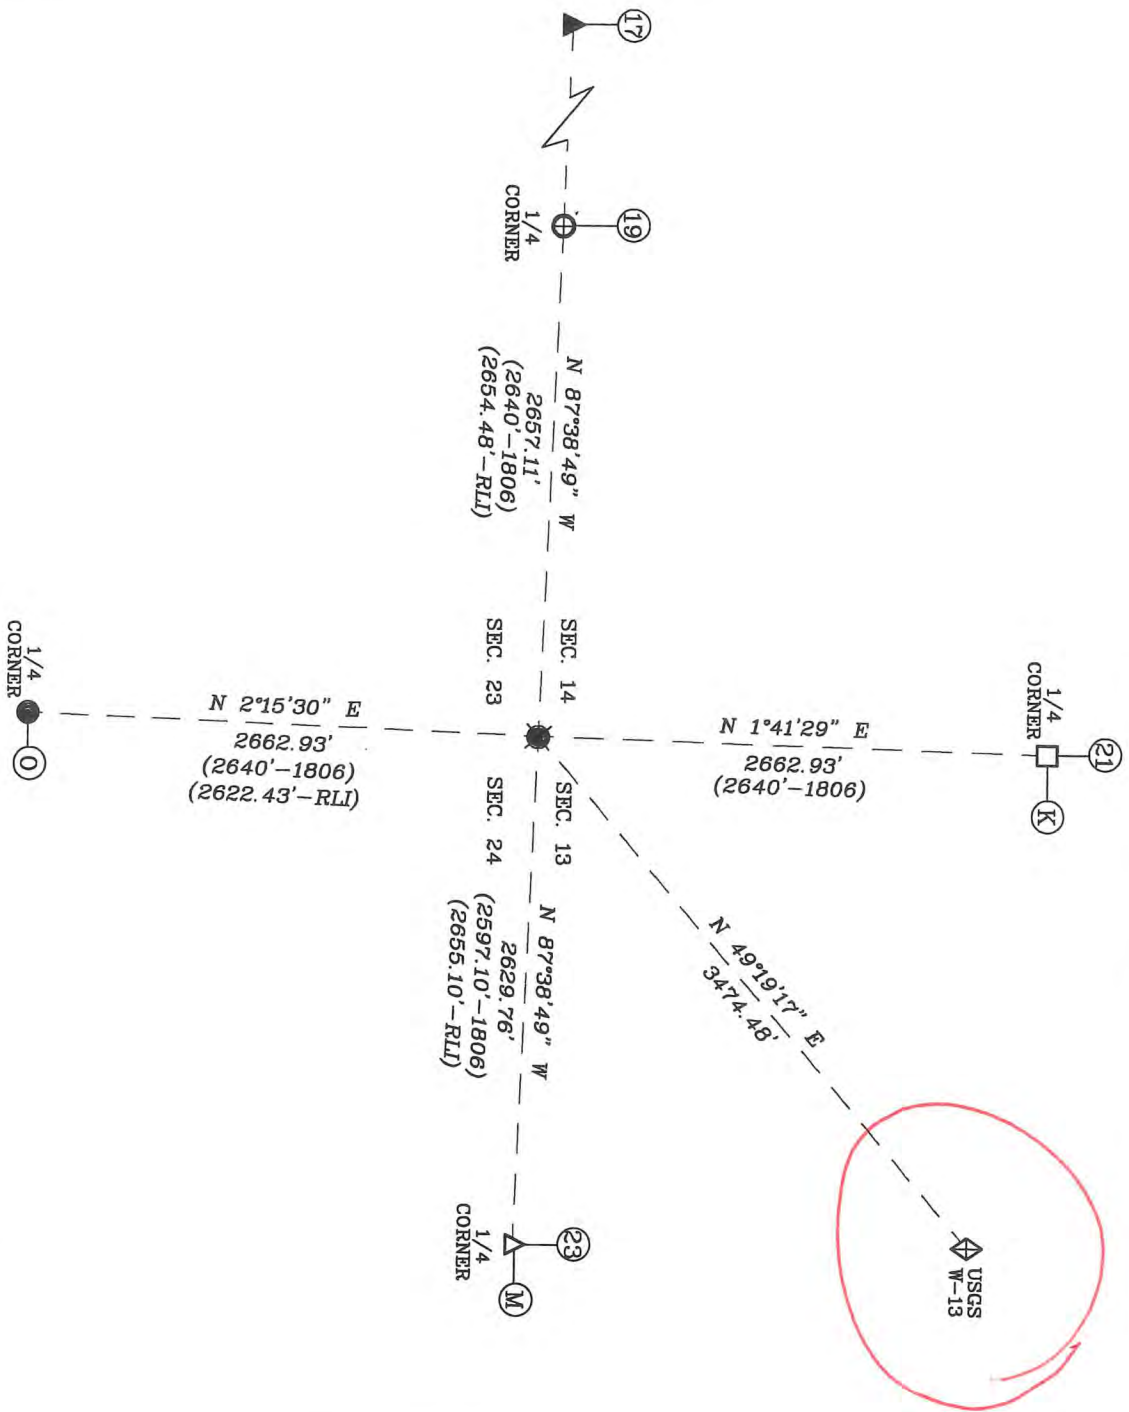 17
19
1/4
CORNER
N 87°38'49" W
2657.11'
(2640'-1806)
(2654.48'-RLI)
SEC. 14
SEC. 23
1/4
CORNER
O
N 2°15'30" E
2662.93'
(2640'-1806)
(2622.43'-RLI)
N 1°41'29" E
2662.93'
(2640'-1806)
1/4
CORNER
21
K
SEC. 13
SEC. 24
N 87°38'49" W
2629.76'
(2597.10'-1806)
(2655.10'-RLI)
N 49°19'17" E
3474.48'
USGS
W-13
23
1/4
CORNER
M